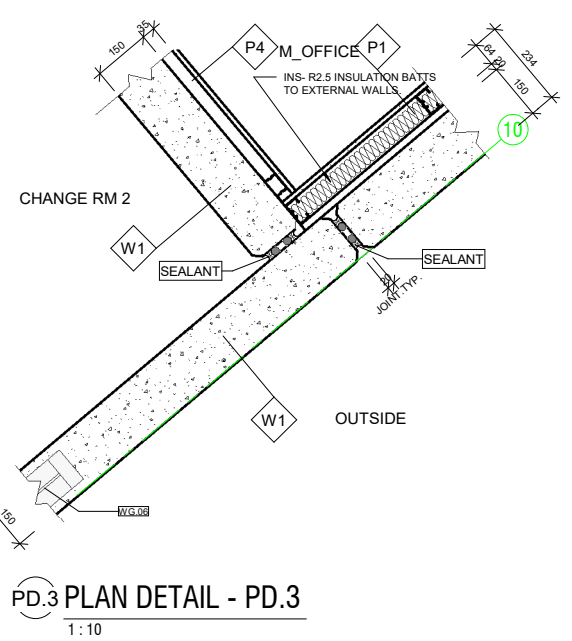 35
150
P4
M_OFFICE
P1
INS- R2.5 INSULATION BATTS
TO EXTERNAL WALLS.
64
20
150
234
10
CHANGE RM 2
W1
SEALANT
SEALANT
20
JOINT. TYP.
W1
OUTSIDE
WG.06
150
PD.3
PLAN DETAIL - PD.3
1 : 10